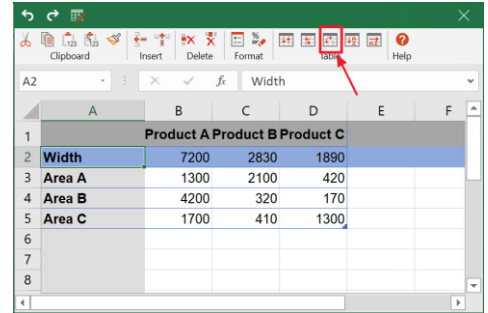 Clipboard Insert Delete Format Table Help
A2 fx Width
A B C D E F
1 Product A Product B Product C
2 Width 7200 2830 1890
3 Area A 1300 2100 420
4 Area B 4200 320 170
5 Area C 1700 410 1300
6
7
8